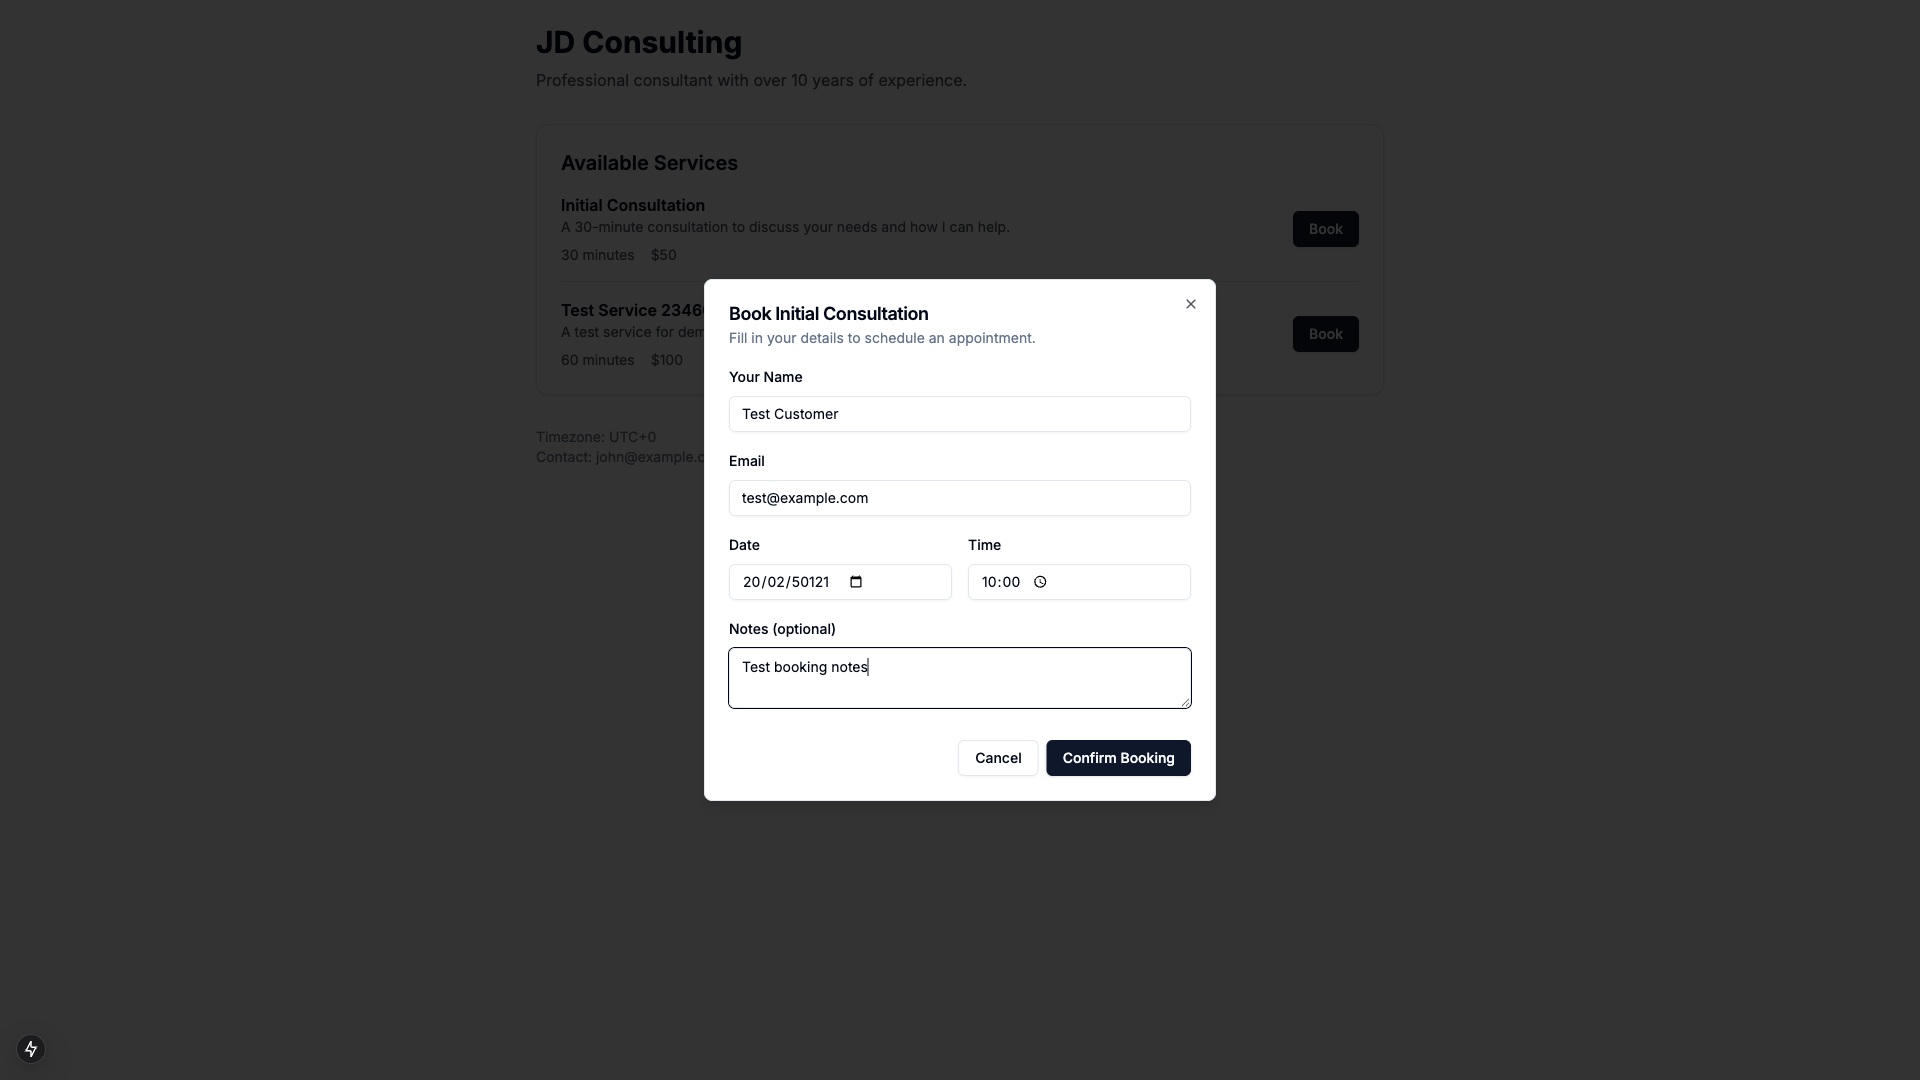 JD Consulting
Professional consultant with over 10 years of experience.
Available Services
Initial Consultation
A 30-minute consultation to discuss your needs and how I can help.
30 minutes $50
Book
Test Service 2346
A test service for dem
60 minutes $100
Book
Timezone: UTC+0
Contact: john@example.c
Book Initial Consultation
Fill in your details to schedule an appointment.
Your Name
Test Customer
Email
test@example.com
Date Time
20/02/50121 10:00
Notes (optional)
Test booking notes
Cancel Confirm Booking